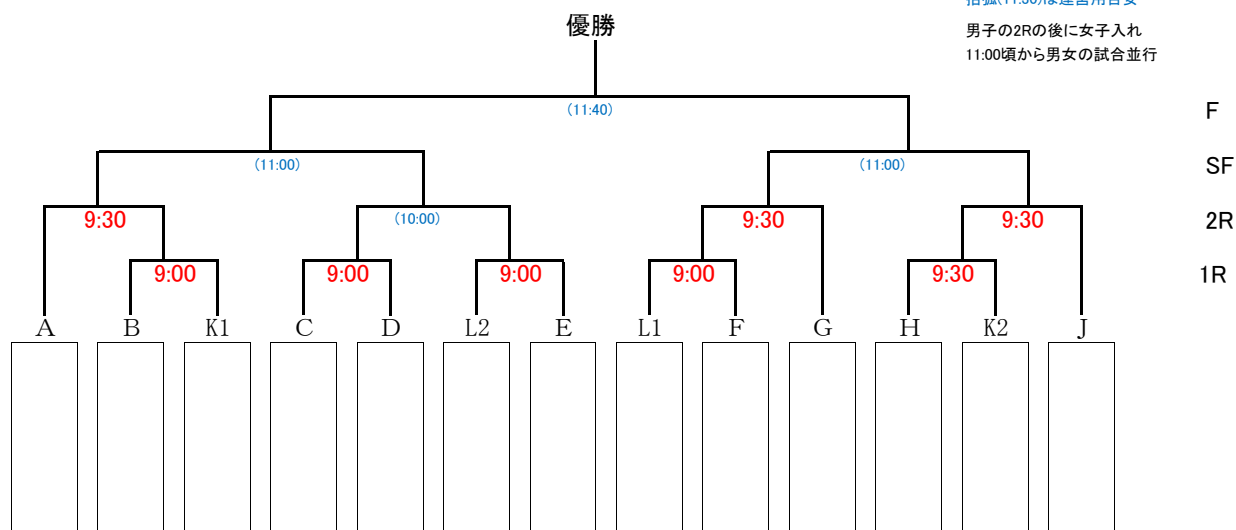 優勝
男子の2Rの後に女子入れ
11:00頃から男女の試合並行
(11:40)
F
(11:00)
(11:00)
SF
9:30
(10:00)
9:30
9:30
2R
9:00
9:00
9:00
9:00
9:30
1R
A
B
K1
C
D
L2
E
L1
F
G
H
K2
J